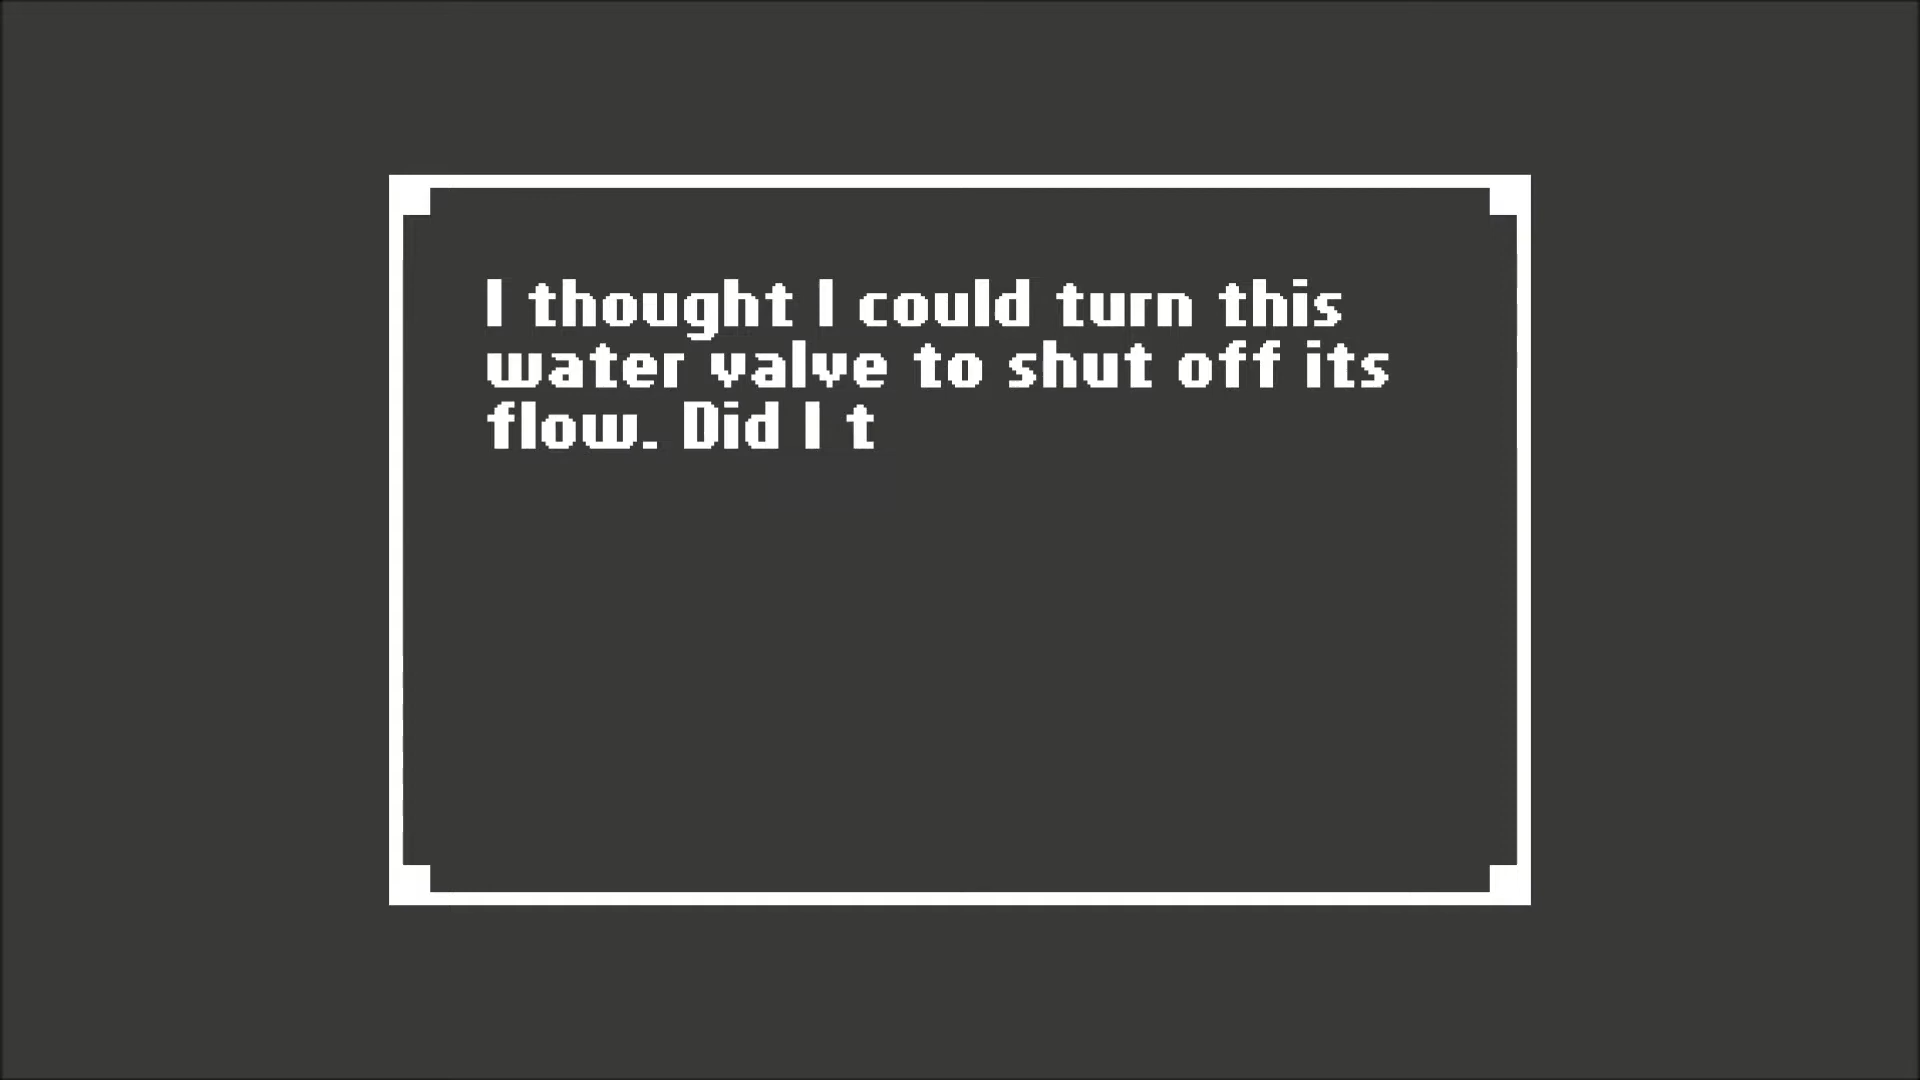 I thought I could turn this
water valve to shut off its
flow. Did I t